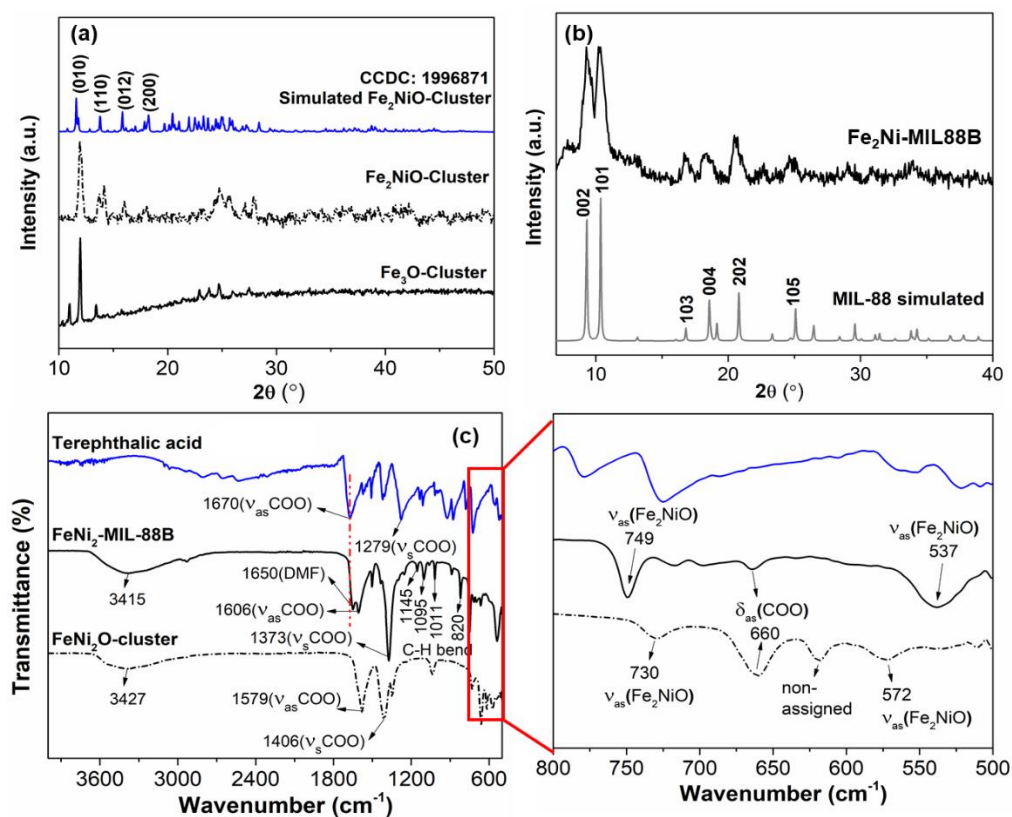 (a)
(010)
(110)
(012)
(200)
CCDC: 1996871
Simulated Fe₂NiO-Cluster
Fe₂NiO-Cluster
Fe₃O-Cluster
Intensity (a.u.)
10 20 30 40 50
2θ (°)
(b)
Fe₂Ni-MIL88B
002
101
103
004
202
105
MIL-88 simulated
Intensity (a.u.)
10 20 30 40
2θ (°)
(c)
Terephthalic acid
1670(νasCOO)
1279(νsCOO)
FeNi₂-MIL-88B
3415
1650(DMF)
1606(νasCOO)
1373(νsCOO)
1145
1095
1011
820
C-H bend
FeNi₂O-cluster
3427
1579(νasCOO)
1406(νsCOO)
Transmittance (%)
3600 3000 2400 1800 1200 600
Wavenumber (cm⁻¹)
νas(Fe₂NiO)
749
νas(Fe₂NiO)
537
δas(COO)
660
730
νas(Fe₂NiO)
non-
assigned
572
νas(Fe₂NiO)
800 750 700 650 600 550 500
Wavenumber (cm⁻¹)